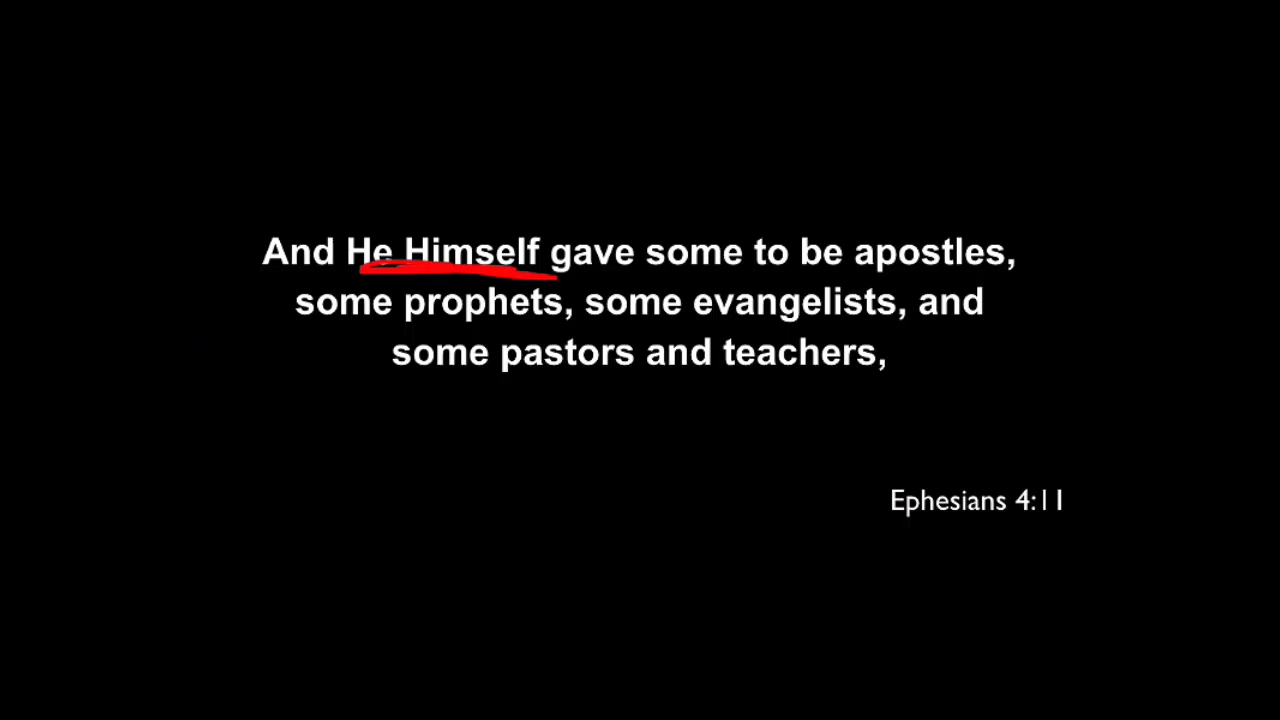 And He Himself gave some to be apostles,
some prophets, some evangelists, and
some pastors and teachers,
Ephesians 4:11